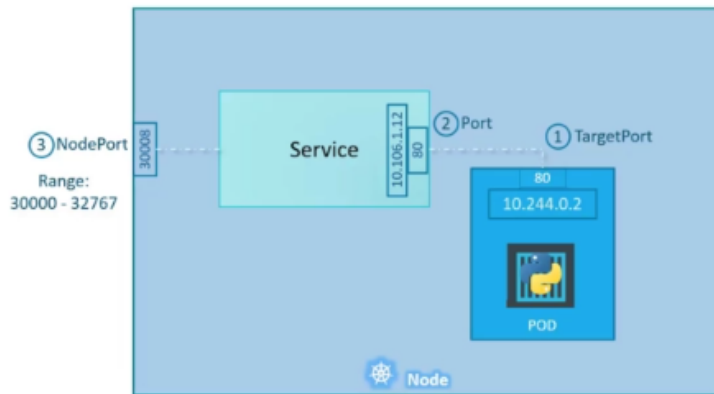 ③ NodePort
Range:
30000 - 32767
30008
Service
10.106.1.12
80
② Port
① TargetPort
80
10.244.0.2
POD
Node